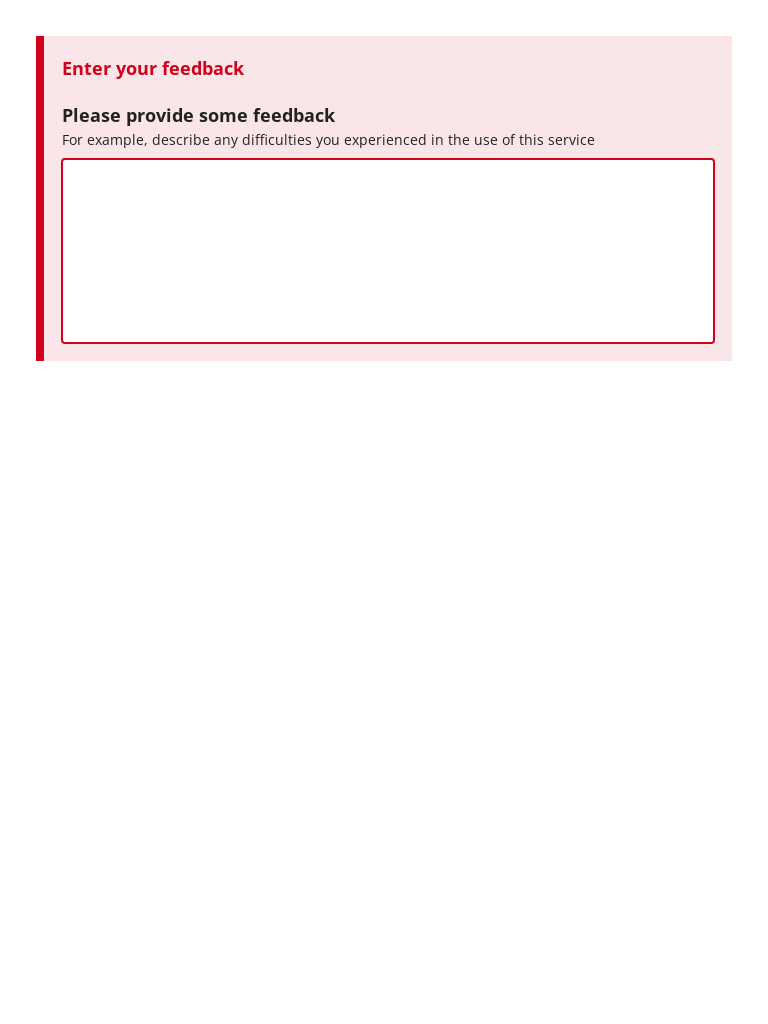 Enter your feedback
Please provide some feedback
For example, describe any difficulties you experienced in the use of this service